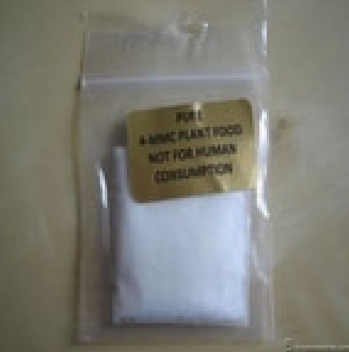 PURE
4-MMC PLANT FOOD
NOT FOR HUMAN
CONSUMPTION